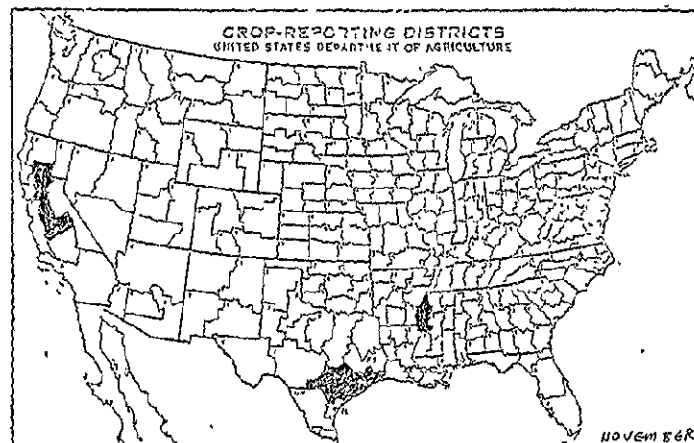 CROP-REPORTING DISTRICTS
UNITED STATES DEPARTMENT OF AGRICULTURE
NOVEMBER